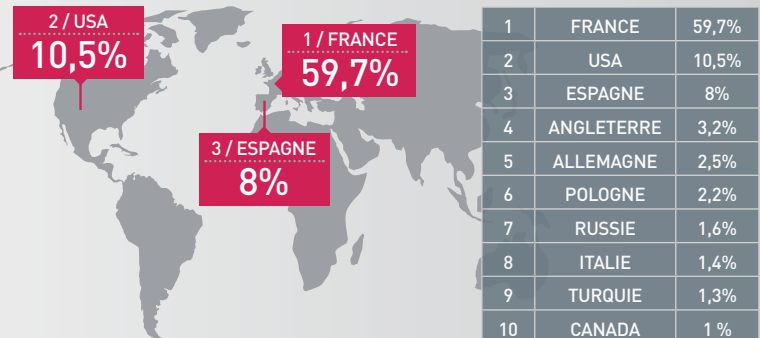 2 / USA
10,5%
1 / FRANCE
59,7%
3 / ESPAGNE
8%
1 FRANCE 59,7%
2 USA 10,5%
3 ESPAGNE 8%
4 ANGLETERRE 3,2%
5 ALLEMAGNE 2,5%
6 POLOGNE 2,2%
7 RUSSIE 1,6%
8 ITALIE 1,4%
9 TURQUIE 1,3%
10 CANADA 1 %